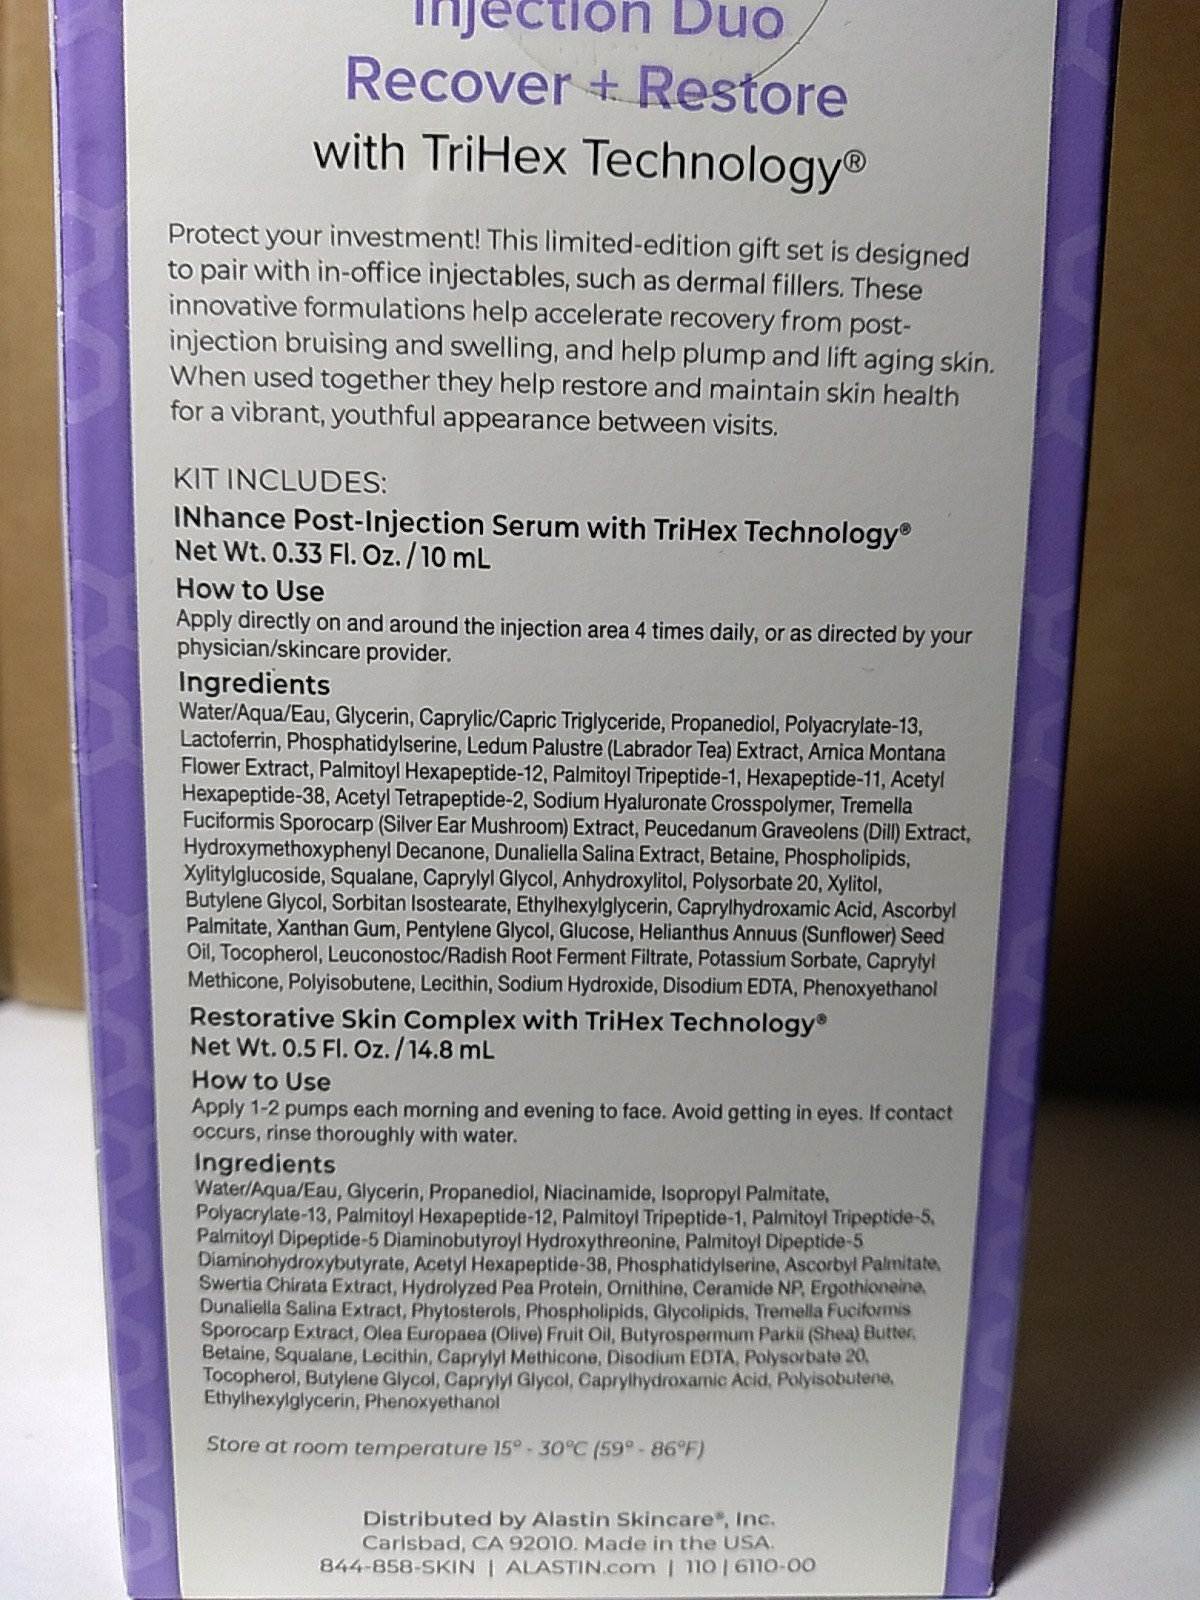 Injection Duo
Recover + Restore
with TriHex Technology®
Protect your investment! This limited-edition gift set is designed
to pair with in-office injectables, such as dermal fillers. These
innovative formulations help accelerate recovery from post-
injection bruising and swelling, and help plump and lift aging skin.
When used together they help restore and maintain skin health
for a vibrant, youthful appearance between visits.
KIT INCLUDES:
INhance Post-Injection Serum with TriHex Technology®
Net Wt. 0.33 Fl. Oz. / 10 mL
How to Use
Apply directly on and around the injection area 4 times daily, or as directed by your
physician/skincare provider.
Ingredients
Water/Aqua/Eau, Glycerin, Caprylic/Capric Triglyceride, Propanediol, Polyacrylate-13,
Lactoferrin, Phosphatidylserine, Ledum Palustre (Labrador Tea) Extract, Arnica Montana
Flower Extract, Palmitoyl Hexapeptide-12, Palmitoyl Tripeptide-1, Hexapeptide-11, Acetyl
Hexapeptide-38, Acetyl Tetrapeptide-2, Sodium Hyaluronate Crosspolymer, Tremella
Fuciformis Sporocarp (Silver Ear Mushroom) Extract, Peucedanum Graveolens (Dill) Extract,
Hydroxymethoxyphenyl Decanone, Dunaliella Salina Extract, Betaine, Phospholipids,
Xylitylglucoside, Squalane, Caprylyl Glycol, Anhydroxylitol, Polysorbate 20, Xylitol,
Butylene Glycol, Sorbitan Isostearate, Ethylhexylglycerin, Caprylhydroxamic Acid, Ascorbyl
Palmitate, Xanthan Gum, Pentylene Glycol, Glucose, Helianthus Annuus (Sunflower) Seed
Oil, Tocopherol, Leuconostoc/Radish Root Ferment Filtrate, Potassium Sorbate, Caprylyl
Methicone, Polyisobutene, Lecithin, Sodium Hydroxide, Disodium EDTA, Phenoxyethanol
Restorative Skin Complex with TriHex Technology®
Net Wt. 0.5 Fl. Oz. / 14.8 mL
How to Use
Apply 1-2 pumps each morning and evening to face. Avoid getting in eyes. If contact
occurs, rinse thoroughly with water.
Ingredients
Water/Aqua/Eau, Glycerin, Propanediol, Niacinamide, Isopropyl Palmitate,
Polyacrylate-13, Palmitoyl Hexapeptide-12, Palmitoyl Tripeptide-1, Palmitoyl Tripeptide-5,
Palmitoyl Dipeptide-5 Diaminobutyroyl Hydroxythreonine, Palmitoyl Dipeptide-5
Diaminohydroxybutyrate, Acetyl Hexapeptide-38, Phosphatidylserine, Ascorbyl Palmitate,
Swertia Chirata Extract, Hydrolyzed Pea Protein, Ornithine, Ceramide NP, Ergothioneine,
Dunaliella Salina Extract, Phytosterols, Phospholipids, Glycolipids, Tremella Fuciformis
Sporocarp Extract, Olea Europaea (Olive) Fruit Oil, Butyrospermum Parkii (Shea) Butter,
Betaine, Squalane, Lecithin, Caprylyl Methicone, Disodium EDTA, Polysorbate 20,
Tocopherol, Butylene Glycol, Caprylyl Glycol, Caprylhydroxamic Acid, Polyisobutene,
Ethylhexylglycerin, Phenoxyethanol
Store at room temperature 15° - 30°C (59° - 86°F)
Distributed by Alastin Skincare®, Inc.
Carlsbad, CA 92010. Made in the USA.
844-858-SKIN | ALASTIN.com | 110 | 6110-00